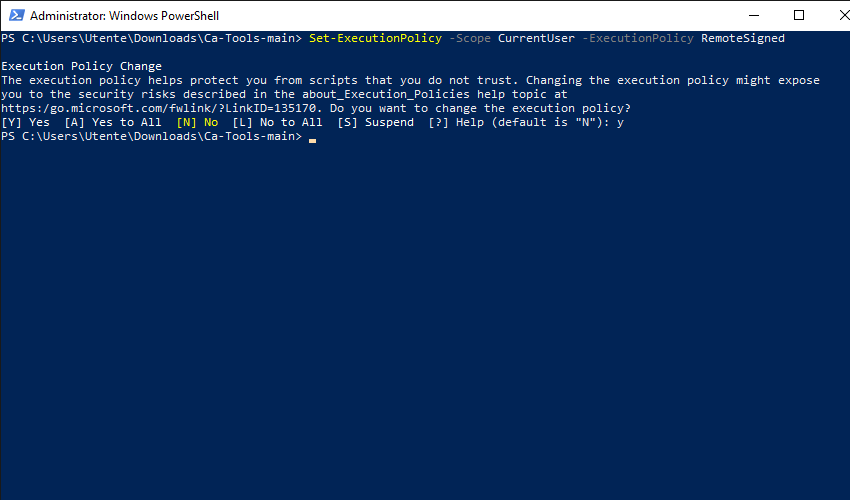 Administrator: Windows PowerShell
PS C:\Users\Utente\Downloads\Ca-Tools-main> Set-ExecutionPolicy -Scope CurrentUser -ExecutionPolicy RemoteSigned
Execution Policy Change
The execution policy helps protect you from scripts that you do not trust. Changing the execution policy might expose
you to the security risks described in the about_Execution_Policies help topic at
https:/go.microsoft.com/fwlink/?LinkID=135170. Do you want to change the execution policy?
[Y] Yes  [A] Yes to All  [N] No  [L] No to All  [S] Suspend  [?] Help (default is "N"): y
PS C:\Users\Utente\Downloads\Ca-Tools-main>